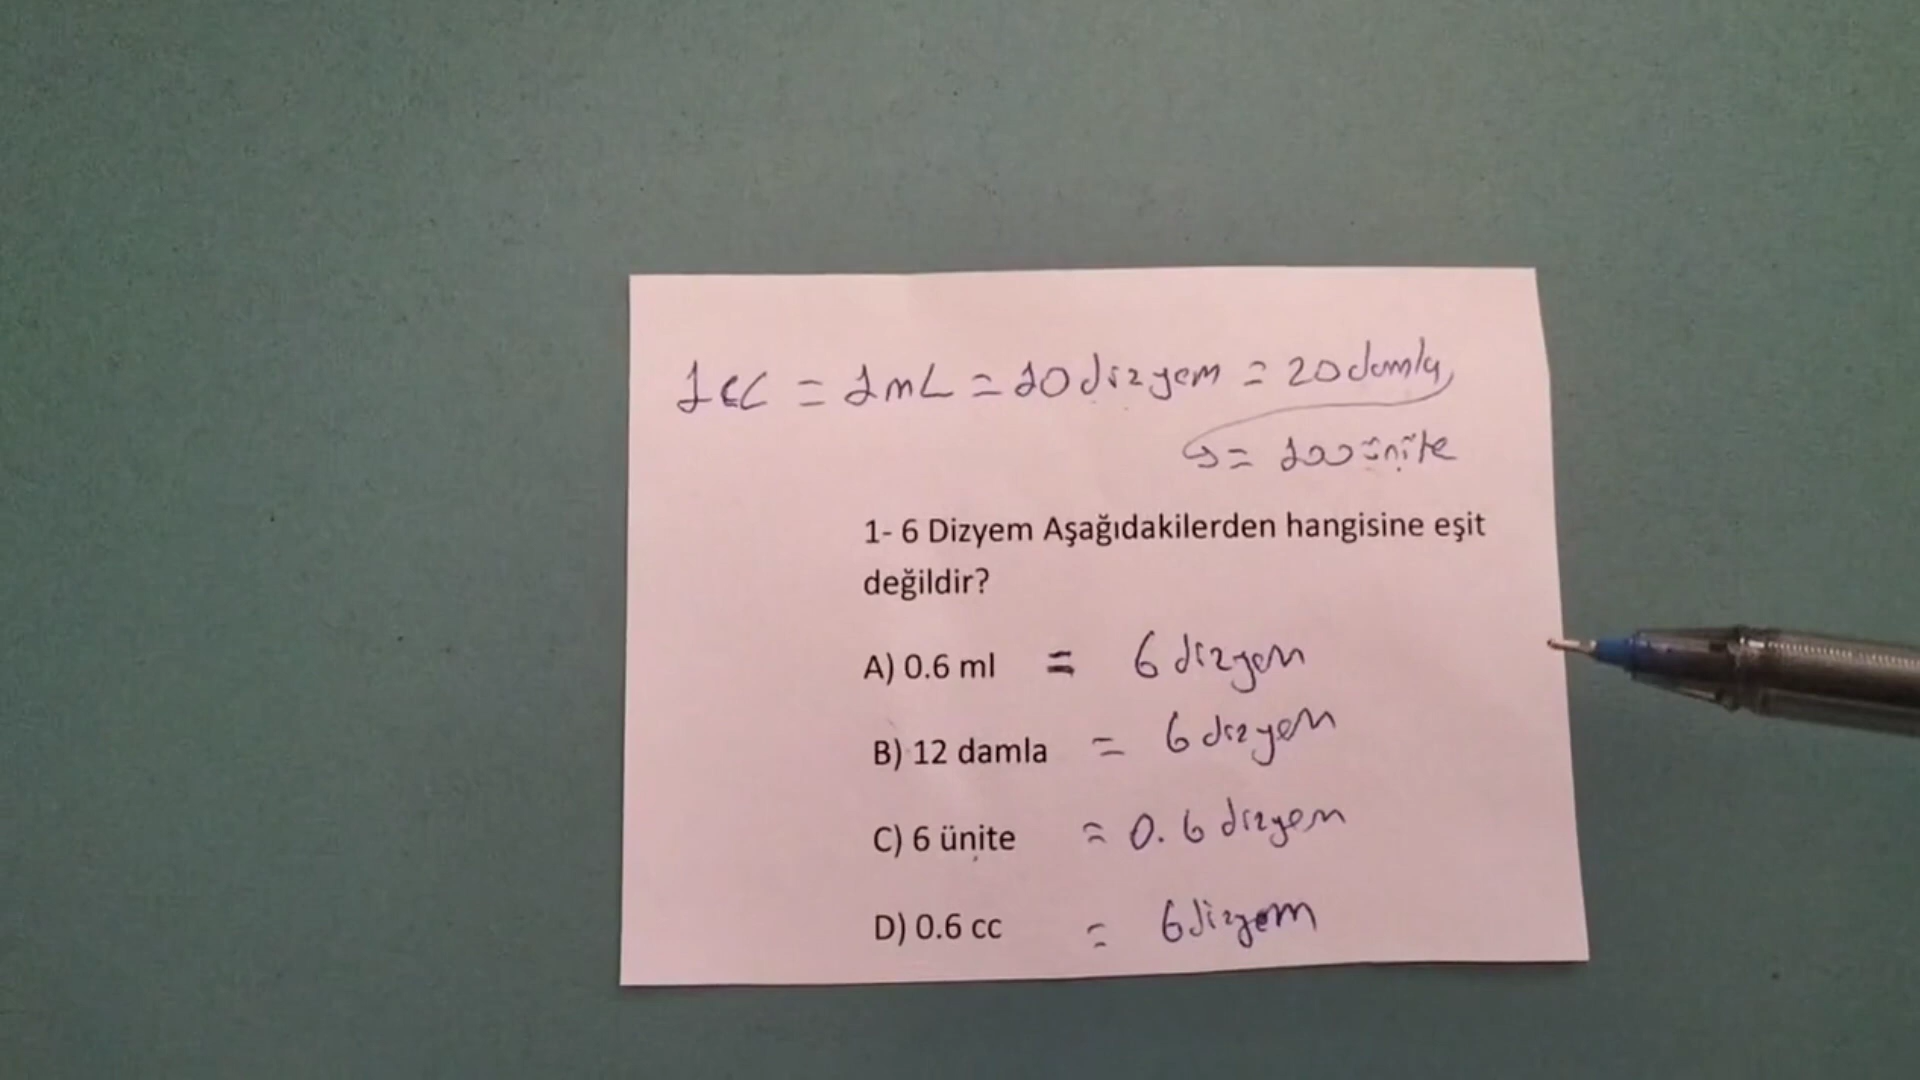 1cc = 1mL = 10 dizyem = 20 damla
= 100 ünite
1- 6 Dizyem Aşağıdakilerden hangisine eşit
değildir?
A) 0.6 ml = 6 dizyem
B) 12 damla = 6 dizyem
C) 6 ünite = 0.6 dizyem
D) 0.6 cc = 6 dizyem